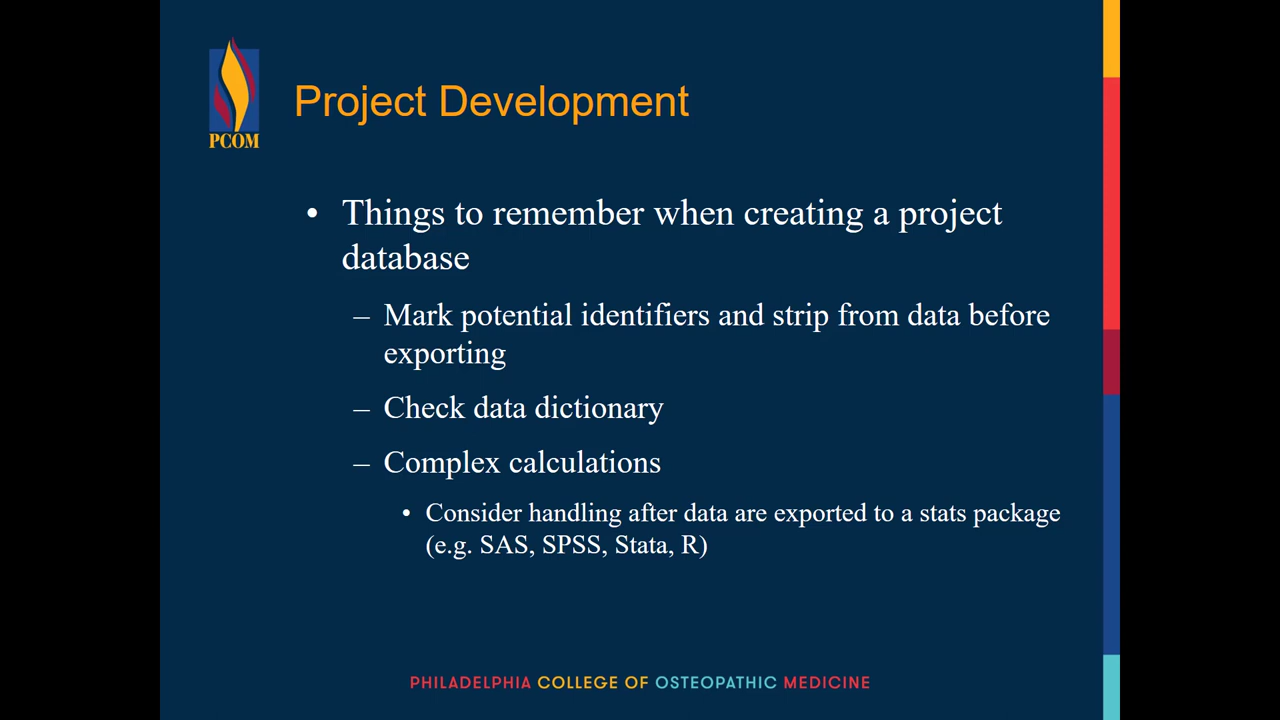 PCOM
Project Development
• Things to remember when creating a project
database
– Mark potential identifiers and strip from data before
exporting
– Check data dictionary
– Complex calculations
• Consider handling after data are exported to a stats package
(e.g. SAS, SPSS, Stata, R)
PHILADELPHIA COLLEGE OF OSTEOPATHIC MEDICINE